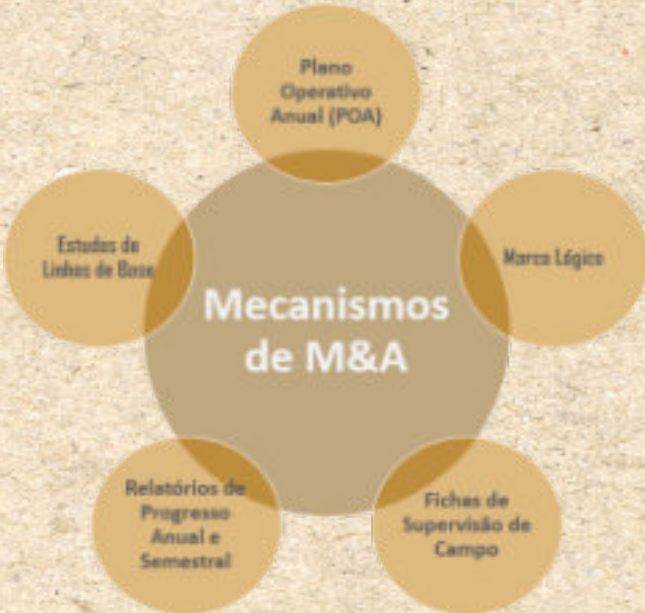 Plano
Operativo
Anual (POA)
Estudos de
Linhas de Base
Marco Lógico
Mecanismos
de M&A
Relatórios de
Progresso
Anual e
Semestral
Fichas de
Supervisão de
Campo